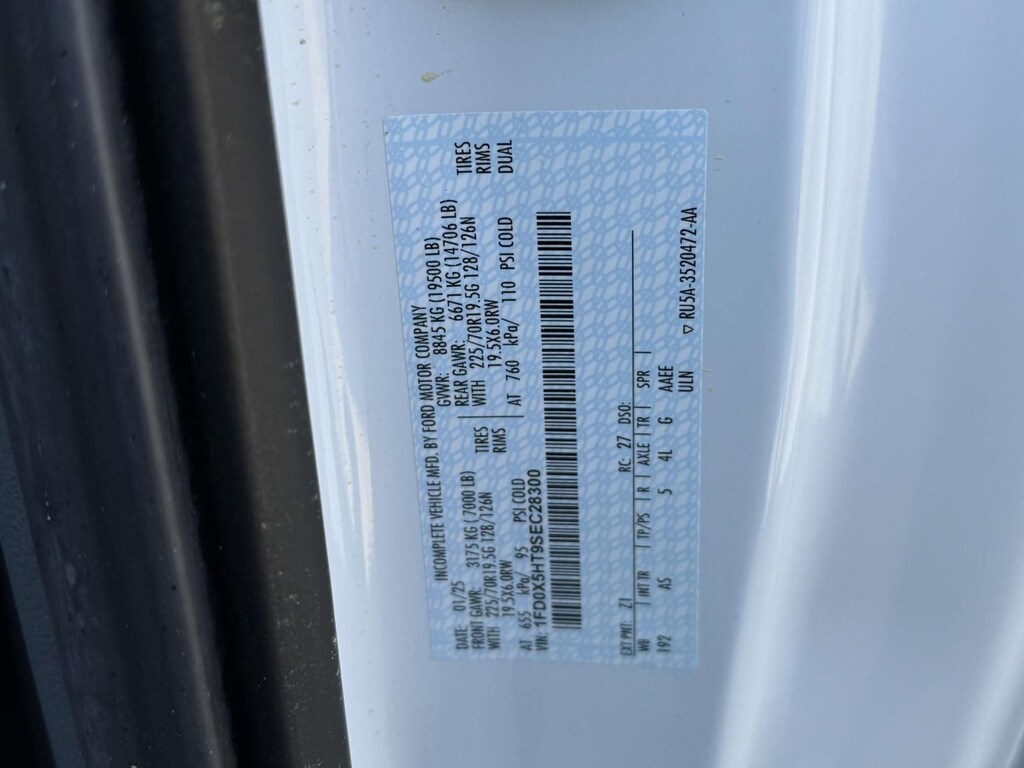 INCOMPLETE VEHICLE MFD. BY FORD MOTOR COMPANY
DATE: 01/25 GVWR: 8845 KG (19500 LB)
FRONT GAWR: 3175 KG (7000 LB) REAR GAWR: 6671 KG (14706 LB)
WITH 225/70R19.5G 128/126N TIRES WITH 225/70R19.5G 128/126N TIRES
19.5X6.0RW RIMS 19.5X6.0RW RIMS
AT 655 kPa/ 95 PSI COLD AT 760 kPa/ 110 PSI COLD DUAL
VIN: 1FD0X5HT9SEC28300
EXT PNT: Z1 RC: 27 DSO:
WB INT TR TP/PS R AXLE TR SPR
192 AS 5 4L G AAEE
ULN
▽ RU5A-3520472-AA